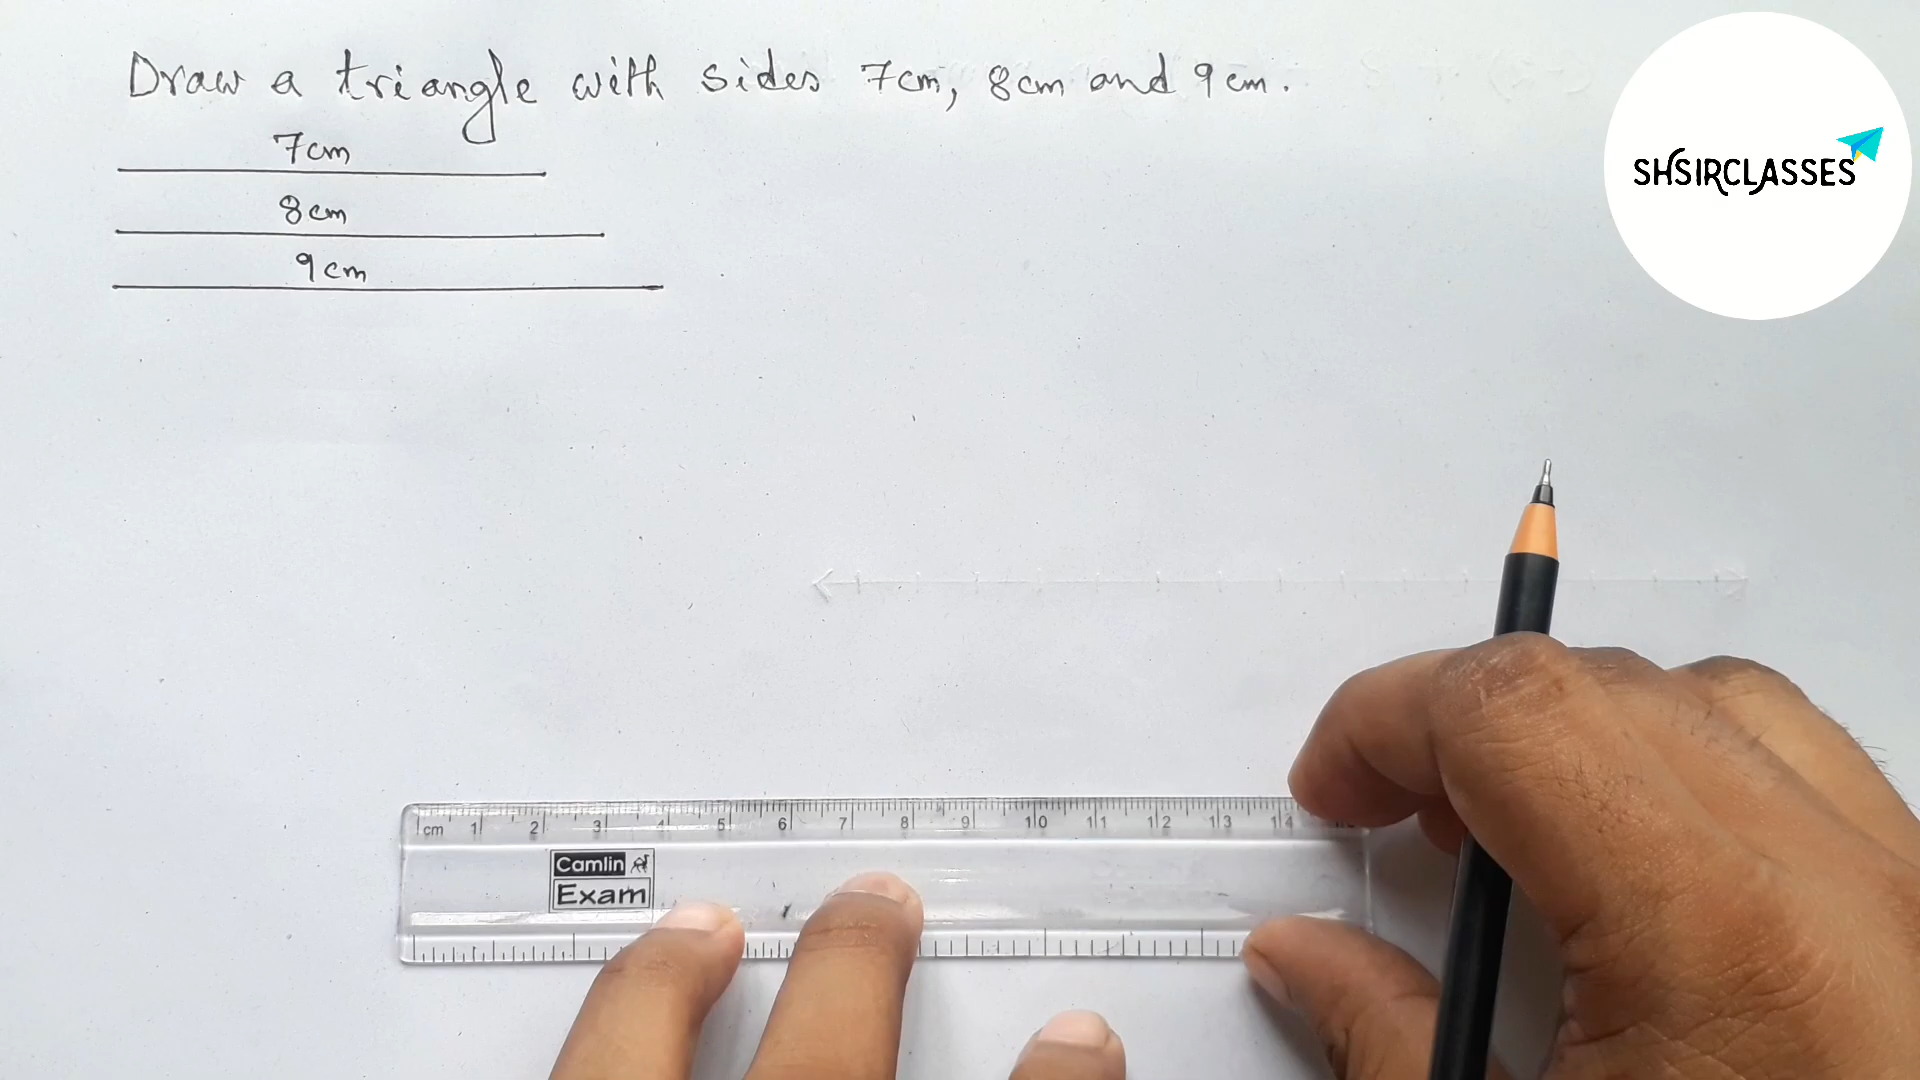 Draw a triangle with sides 7cm, 8cm and 9cm.
7cm
8cm
9cm
SHSIRCLASSES
cm 1 2 3 4 5 6 7 8 9 10 11 12 13 14
Camlin
Exam